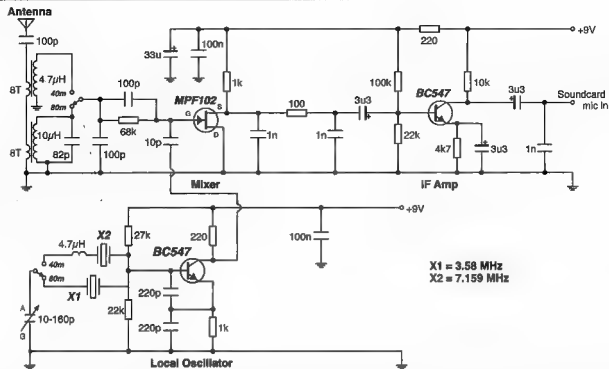 Antenna
100p
8T
4.7µH
40m
80m
10µH
8T
82p
100p
100p
68k
10p
33u
100n
1k
MPF102
G
S
D
1n
100
1n
3u3
100k
22k
220
BC547
10k
4k7
3u3
3u3
1n
+9V
Soundcard
mic in
Mixer
IF Amp
4.7µH
X2
40m
80m
X1
A
G
10-160p
27k
22k
220p
220p
BC547
220
1k
100n
+9V
X1 = 3.58 MHz
X2 = 7.159 MHz
Local Oscillator